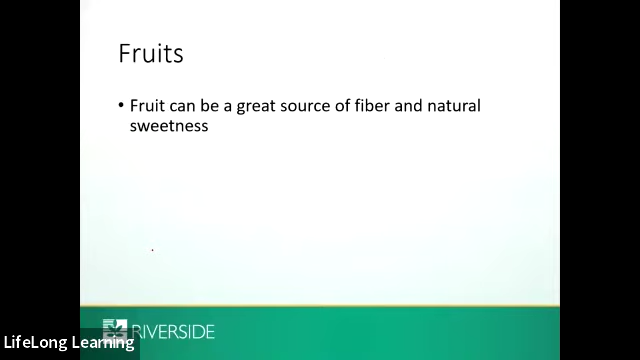 Fruits
• Fruit can be a great source of fiber and natural
sweetness
RIVERSIDE
LifeLong Learning